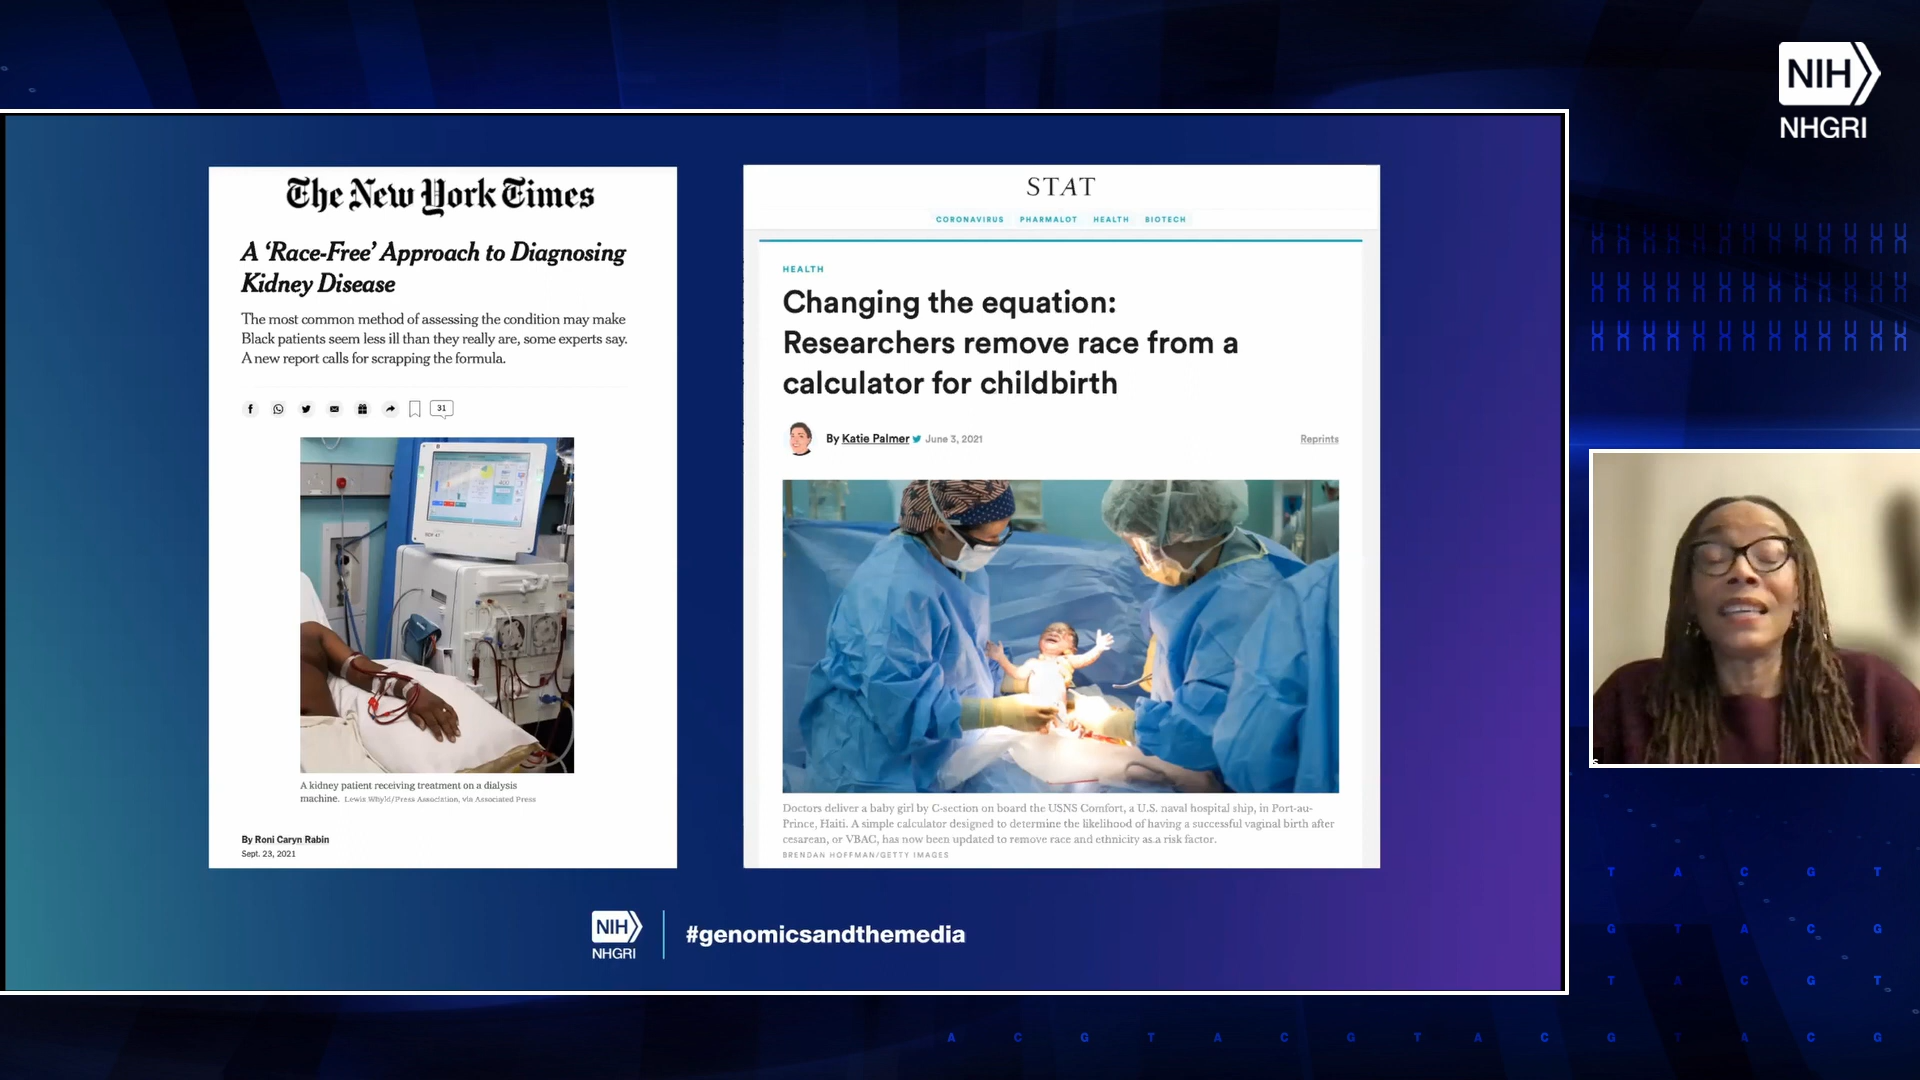 NIH
NHGRI
The New York Times
A ‘Race-Free’ Approach to Diagnosing
Kidney Disease
The most common method of assessing the condition may make
Black patients seem less ill than they really are, some experts say.
A new report calls for scrapping the formula.
31
A kidney patient receiving treatment on a dialysis
machine. Lewis Whyld/Press Association, via Associated Press
By Roni Caryn Rabin
Sept. 23, 2021
STAT
CORONAVIRUS PHARMALOT HEALTH BIOTECH
HEALTH
Changing the equation:
Researchers remove race from a
calculator for childbirth
By Katie Palmer June 3, 2021
Reprints
Doctors deliver a baby girl by C-section on board the USNS Comfort, a U.S. naval hospital ship, in Port-au-
Prince, Haiti. A simple calculator designed to determine the likelihood of having a successful vaginal birth after
cesarean, or VBAC, has now been updated to remove race and ethnicity as a risk factor.
BRENDAN HOFFMAN/GETTY IMAGES
NIH
NHGRI
#genomicsandthemedia
T A C G T
G T A C G
T A C G T
A C G T A C G T A C G T A C G